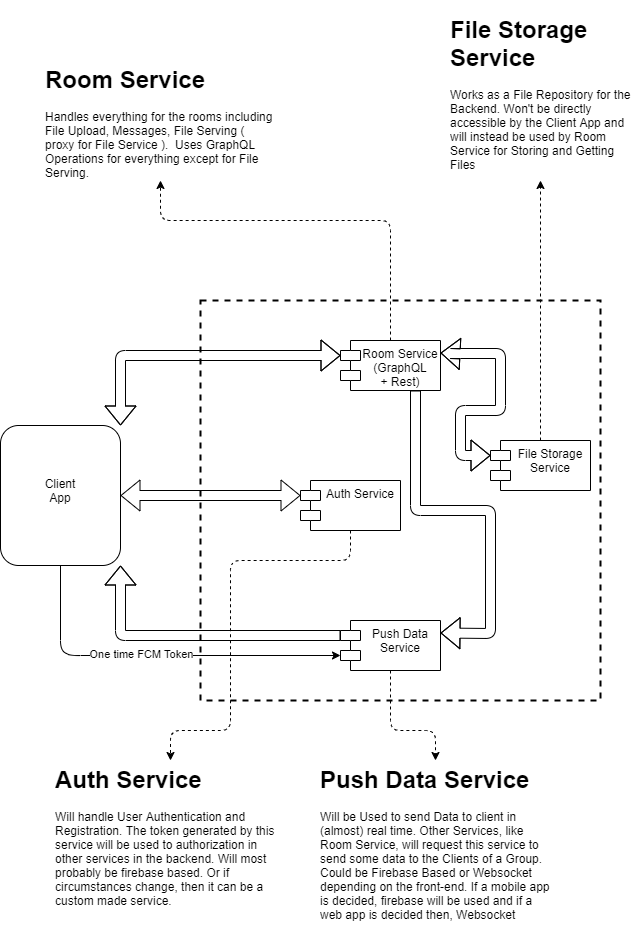 File Storage
Service
Works as a File Repository for the
Backend. Won't be directly
accessible by the Client App and
will instead be used by Room
Service for Storing and Getting
Files
Room Service
Handles everything for the rooms including
File Upload, Messages, File Serving (
proxy for File Service ).  Uses GraphQL
Operations for everything except for File
Serving.
Room Service
(GraphQL
+ Rest)
File Storage
Service
Client
App
Auth Service
Push Data
Service
One time FCM Token
Auth Service
Will handle User Authentication and
Registration. The token generated by this
service will be used to authorization in
other services in the backend. Will most
probably be firebase based. Or if
circumstances change, then it can be a
custom made service.
Push Data Service
Will be Used to send Data to client in
(almost) real time. Other Services, like
Room Service, will request this service to
send some data to the Clients of a Group.
Could be Firebase Based or Websocket
depending on the front-end. If a mobile app
is decided, firebase will be used and if a
web app is decided then, Websocket